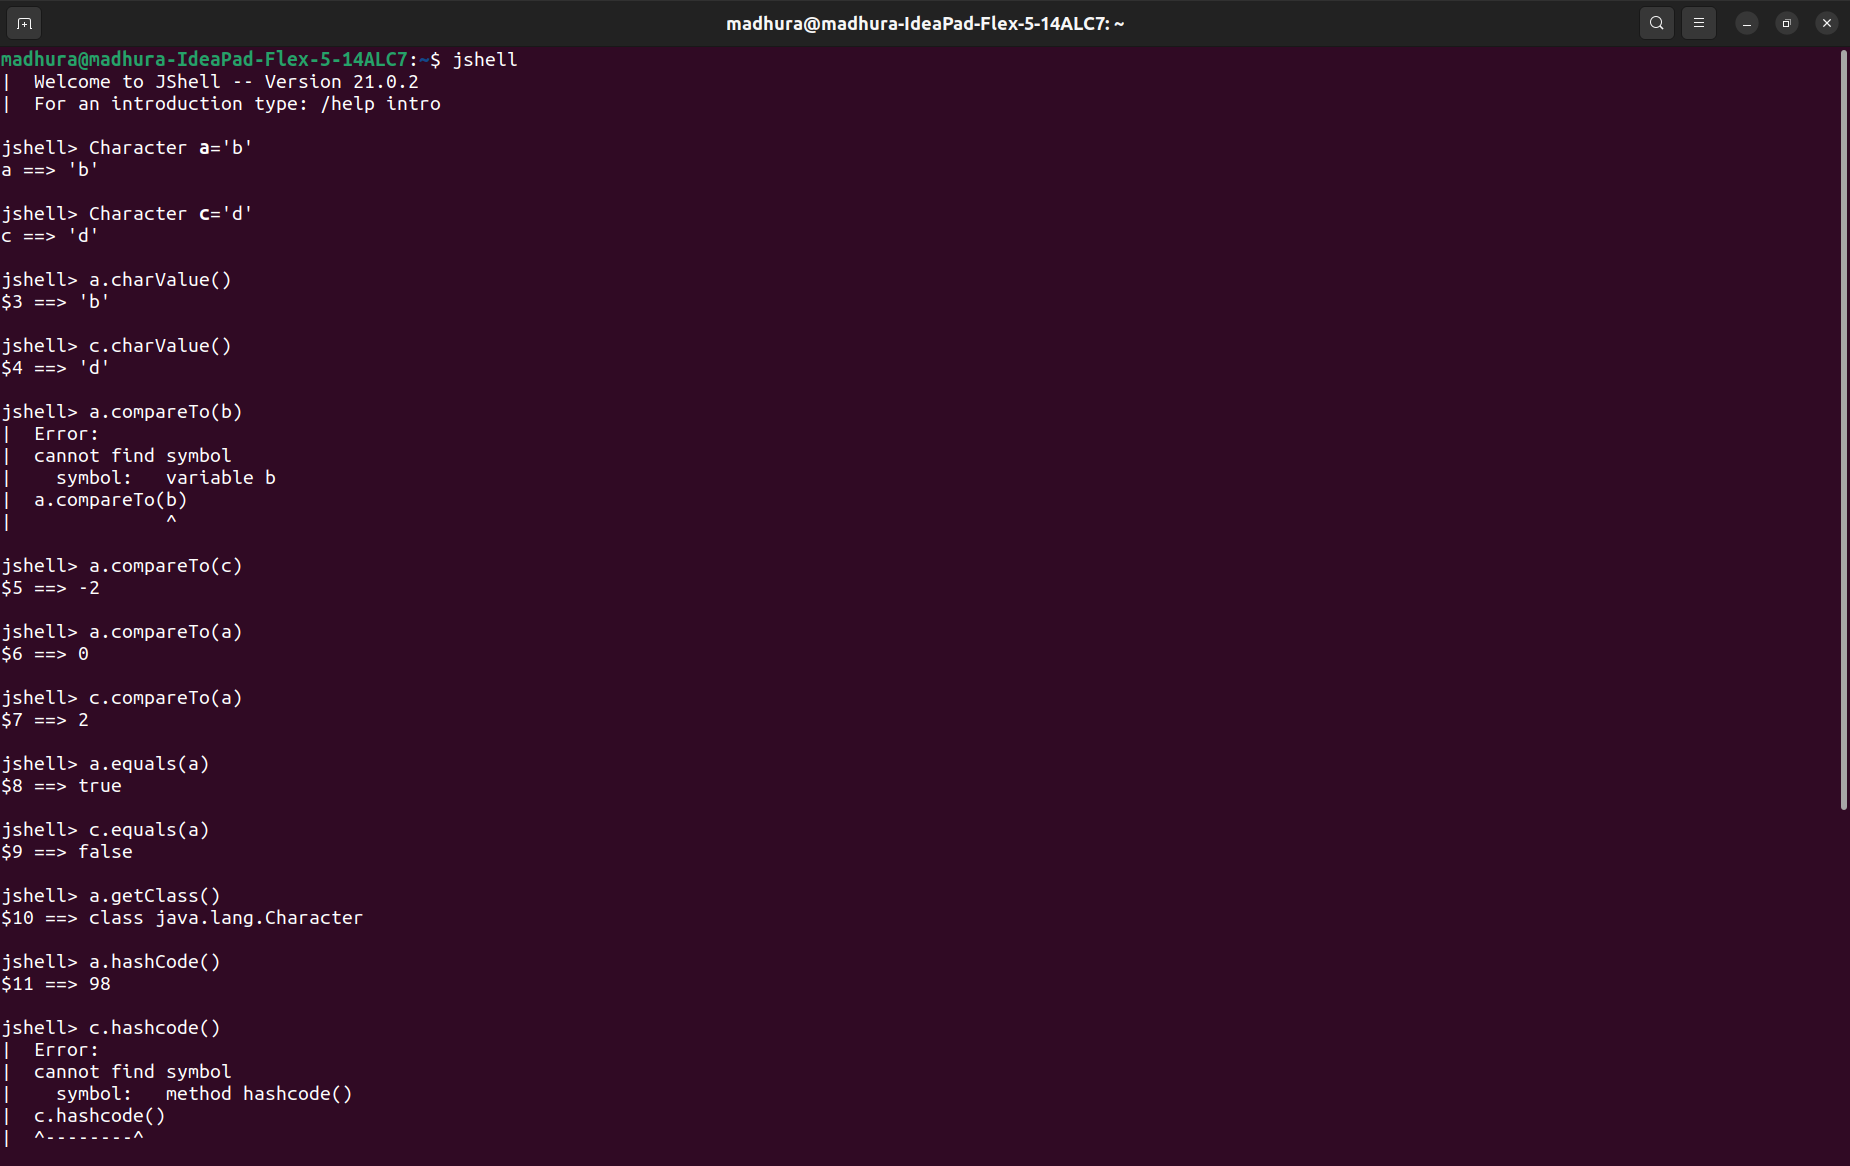 madhura@madhura-IdeaPad-Flex-5-14ALC7: ~
madhura@madhura-IdeaPad-Flex-5-14ALC7:~$ jshell
|  Welcome to JShell -- Version 21.0.2
|  For an introduction type: /help intro

jshell> Character a='b'
a ==> 'b'

jshell> Character c='d'
c ==> 'd'

jshell> a.charValue()
$3 ==> 'b'

jshell> c.charValue()
$4 ==> 'd'

jshell> a.compareTo(b)
|  Error:
|  cannot find symbol
|    symbol:   variable b
|  a.compareTo(b)
|              ^

jshell> a.compareTo(c)
$5 ==> -2

jshell> a.compareTo(a)
$6 ==> 0

jshell> c.compareTo(a)
$7 ==> 2

jshell> a.equals(a)
$8 ==> true

jshell> c.equals(a)
$9 ==> false

jshell> a.getClass()
$10 ==> class java.lang.Character

jshell> a.hashCode()
$11 ==> 98

jshell> c.hashcode()
|  Error:
|  cannot find symbol
|    symbol:   method hashcode()
|  c.hashcode()
|  ^--------^